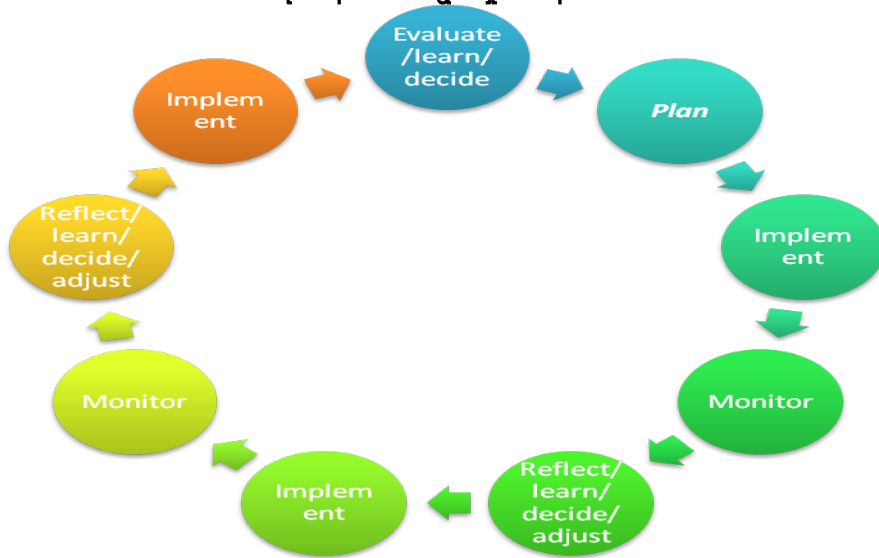 Evaluate
/learn/
decide
Plan
Implem
ent
Monitor
Reflect/
learn/
decide/
adjust
Implem
ent
Monitor
Reflect/
learn/
decide/
adjust
Implem
ent